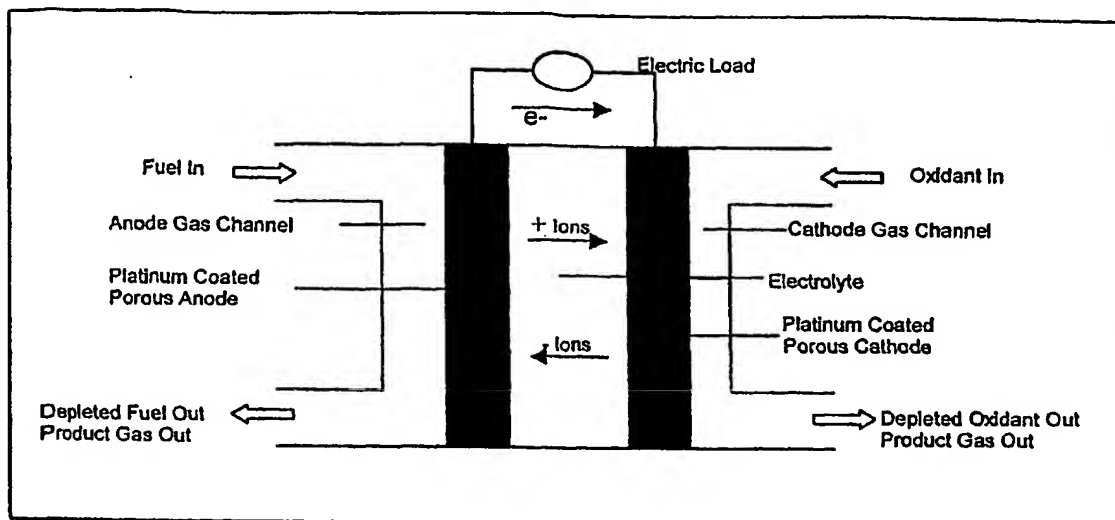 Electric Load
e-
Fuel In
Oxidant In
Anode Gas Channel
+ Ions
Cathode Gas Channel
Platinum Coated
Porous Anode
Electrolyte
- Ions
Platinum Coated
Porous Cathode
Depleted Fuel Out
Product Gas Out
Depleted Oxidant Out
Product Gas Out